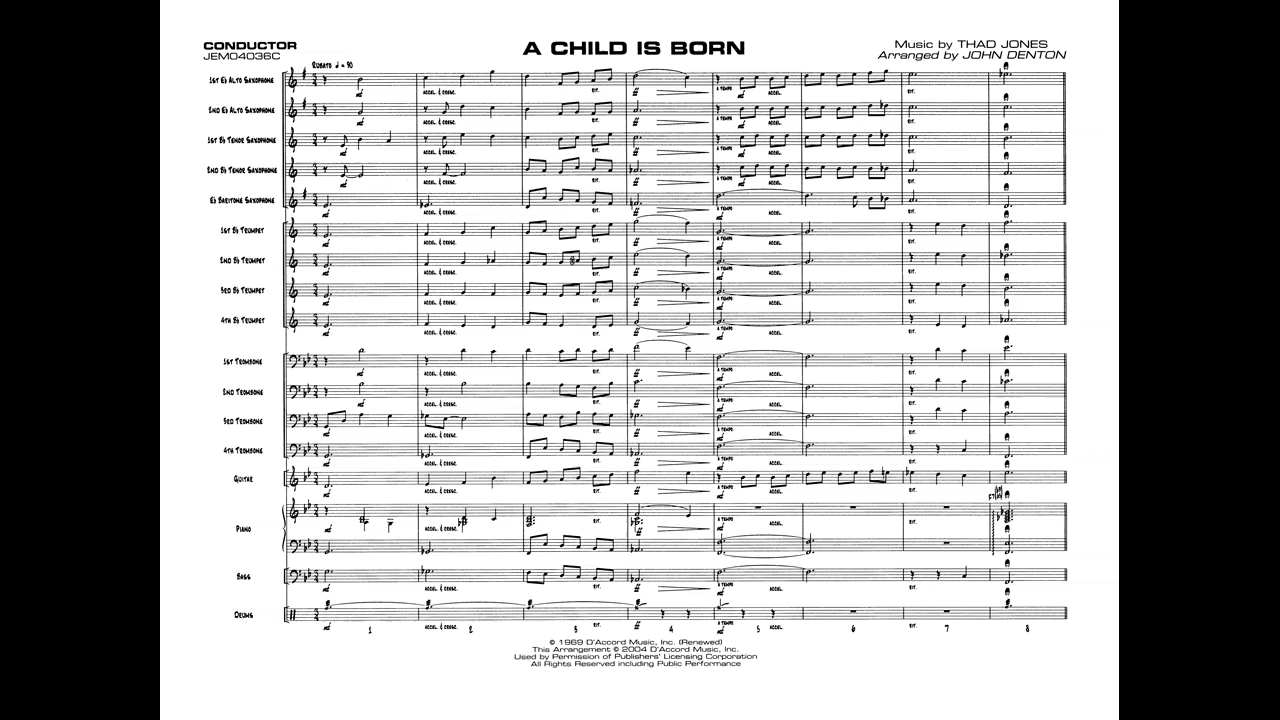 CONDUCTOR
JEM04036C
A CHILD IS BORN
Music by THAD JONES
Arranged by JOHN DENTON
RUBATO = 90
1ST E♭ ALTO SAXOPHONE
2ND E♭ ALTO SAXOPHONE
1ST B♭ TENOR SAXOPHONE
2ND B♭ TENOR SAXOPHONE
E♭ BARITONE SAXOPHONE
1ST B♭ TRUMPET
2ND B♭ TRUMPET
3RD B♭ TRUMPET
4TH B♭ TRUMPET
1ST TROMBONE
2ND TROMBONE
3RD TROMBONE
4TH TROMBONE
GUITAR
PIANO
BASS
DRUMS
mf ACCEL. & CRESC. RIT. ff A TEMPO mf ACCEL. RIT.
1 2 3 4 5 6 7 8
© 1969 D'Accord Music, Inc. (Renewed)
This Arrangement © 2004 D'Accord Music, Inc.
Used by Permission of Publishers' Licensing Corporation
All Rights Reserved including Public Performance